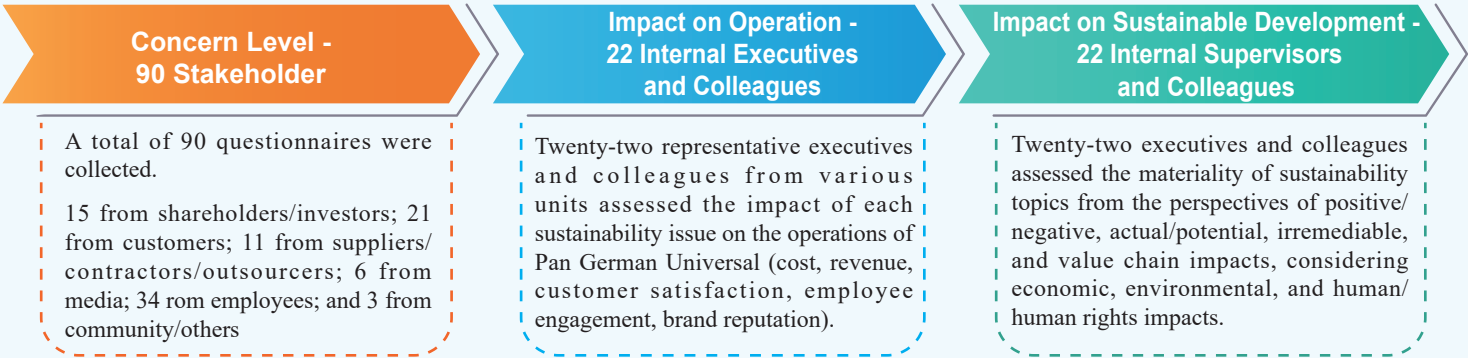 Concern Level -
90 Stakeholder
A total of 90 questionnaires were
collected.
15 from shareholders/investors; 21
from customers; 11 from suppliers/
contractors/outsourcers; 6 from
media; 34 rom employees; and 3 from
community/others
Impact on Operation -
22 Internal Executives
and Colleagues
Twenty-two representative executives
and colleagues from various
units assessed the impact of each
sustainability issue on the operations of
Pan German Universal (cost, revenue,
customer satisfaction, employee
engagement, brand reputation).
Impact on Sustainable Development -
22 Internal Supervisors
and Colleagues
Twenty-two executives and colleagues
assessed the materiality of sustainability
topics from the perspectives of positive/
negative, actual/potential, irremediable,
and value chain impacts, considering
economic, environmental, and human/
human rights impacts.